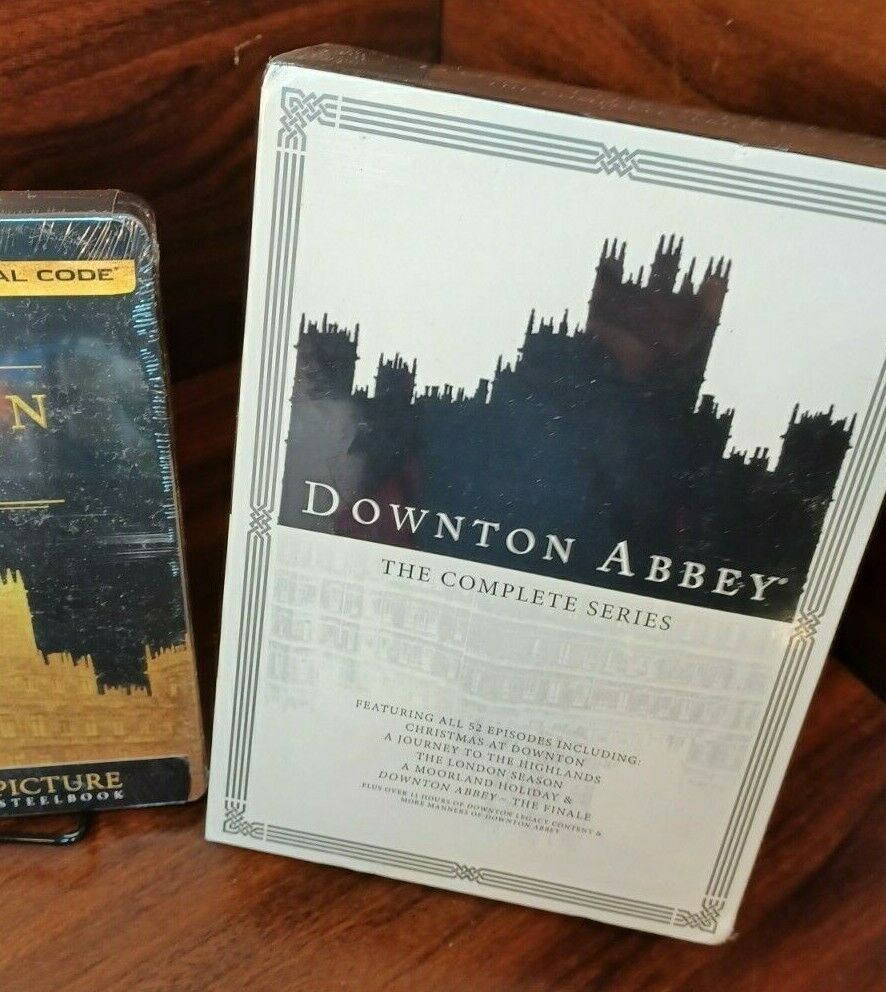 AL CODE
N
PICTURE
STEELBOOK
DOWNTON ABBEY®
THE COMPLETE SERIES
FEATURING ALL 52 EPISODES INCLUDING:
CHRISTMAS AT DOWNTON
A JOURNEY TO THE HIGHLANDS
THE LONDON SEASON
A MOORLAND HOLIDAY &
DOWNTON ABBEY – THE FINALE
PLUS OVER 15 HOURS OF DOWNTON LEGACY CONTENT &
MORE MANNERS OF DOWNTON ABBEY